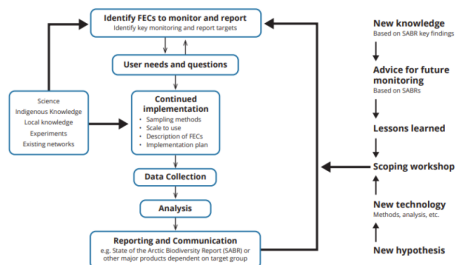 Identify FECs to monitor and report
Identify key monitoring and report targets
User needs and questions
Science
Indigenous Knowledge
Local knowledge
Experiments
Existing networks
Continued
implementation
• Sampling methods
• Scale to use
• Description of FECs
• Implementation plan
Data Collection
Analysis
Reporting and Communication
e.g. State of the Arctic Biodiversity Report (SABR) or
other major products dependent on target group
New knowledge
Based on SABR key findings
Advice for future
monitoring
Based on SABRs
Lessons learned
Scoping workshop
New technology
Methods, analysis, etc.
New hypothesis